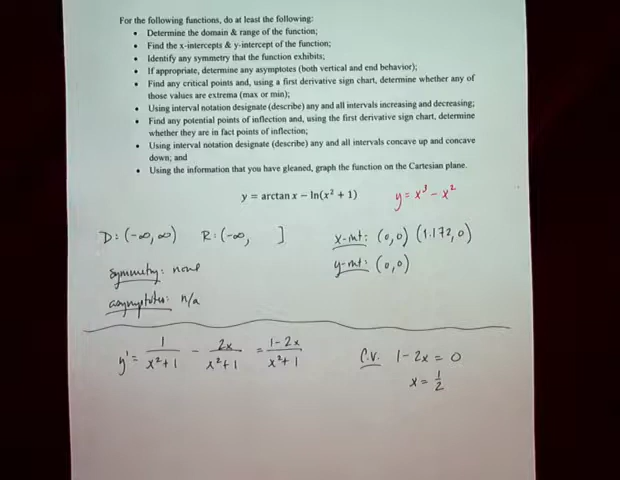 For the following functions, do at least the following:
• Determine the domain & range of the function;
• Find the x-intercepts & y-intercept of the function;
• Identify any symmetry that the function exhibits;
• If appropriate, determine any asymptotes (both vertical and end behavior);
• Find any critical points and, using a first derivative sign chart, determine whether any of
those values are extrema (max or min);
• Using interval notation designate (describe) any and all intervals increasing and decreasing;
• Find any potential points of inflection and, using the first derivative sign chart, determine
whether they are in fact points of inflection;
• Using interval notation designate (describe) any and all intervals concave up and concave
down; and
• Using the information that you have gleaned, graph the function on the Cartesian plane.
y = arctan x − ln(x² + 1) y = x³ − x²
D: (-∞, ∞) R: (-∞, ] x-int: (0,0) (1.172, 0)
y-int: (0,0)
symmetry: none
asymptotes: n/a
y' = 1/(x²+1) − 2x/(x²+1) = (1-2x)/(x²+1) C.V. 1-2x = 0
x = 1/2